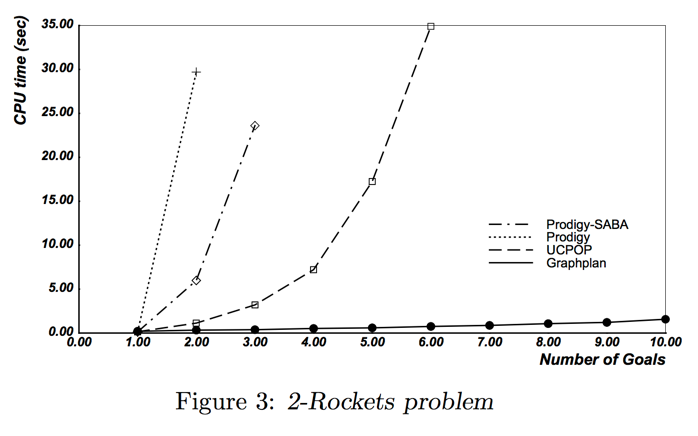 CPU time (sec)
35.00
30.00
25.00
20.00
15.00
10.00
5.00
0.00
0.00 1.00 2.00 3.00 4.00 5.00 6.00 7.00 8.00 9.00 10.00
Number of Goals
Prodigy-SABA
Prodigy
UCPOP
Graphplan
Figure 3: 2-Rockets problem